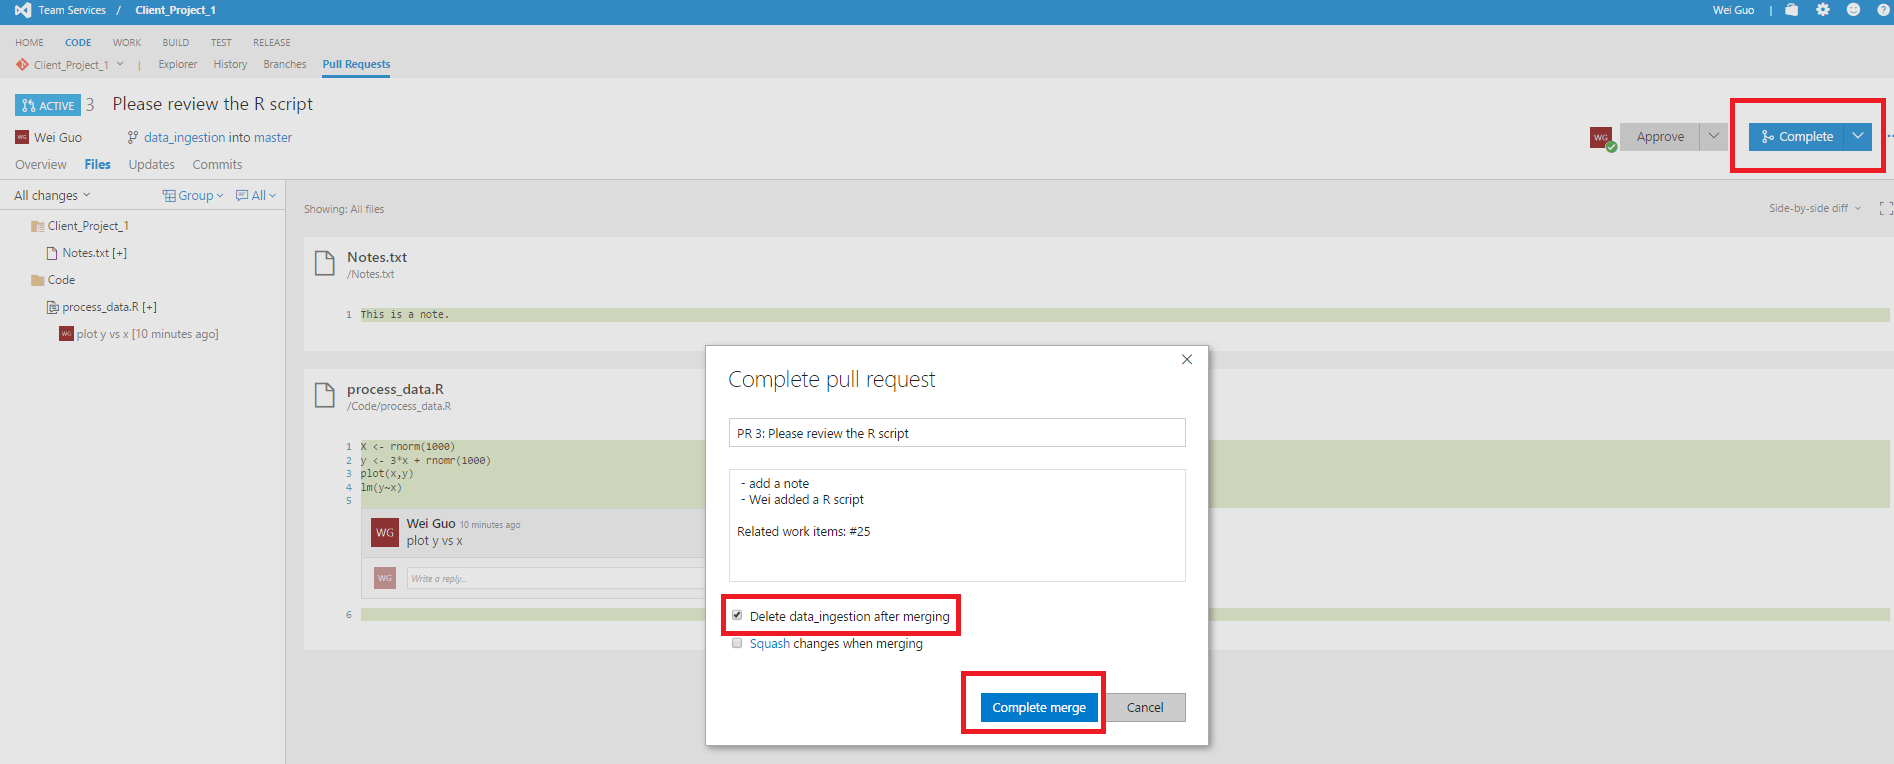 Team Services / Client_Project_1 Wei Guo | ?
HOME CODE WORK BUILD TEST RELEASE
Client_Project_1 | Explorer History Branches Pull Requests
ACTIVE 3 Please review the R script
WG Wei Guo data_ingestion into master
WG Approve Complete
Overview Files Updates Commits
All changes Group All
Client_Project_1
Notes.txt [+]
Code
process_data.R [+]
WG plot y vs x [10 minutes ago]
Showing: All files Side-by-side diff
Notes.txt
/Notes.txt
1 This is a note.
process_data.R
/Code/process_data.R
1 X <- rnorm(1000)
2 y <- 3*x + rnomr(1000)
3 plot(x,y)
4 lm(y~x)
5
WG Wei Guo 10 minutes ago
plot y vs x
WG Write a reply...
6
Complete pull request
PR 3: Please review the R script
- add a note
- Wei added a R script
Related work items: #25
Delete data_ingestion after merging
Squash changes when merging
Complete merge Cancel